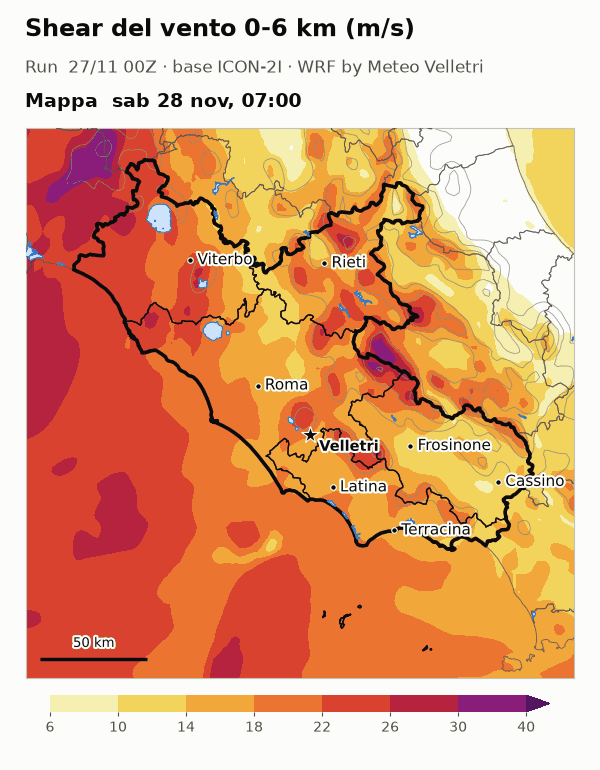 Shear del vento 0-6 km (m/s)
Run  27/11 00Z · base ICON-2I · WRF by Meteo Velletri
Mappa  sab 28 nov, 07:00
Viterbo
Rieti
Roma
Velletri
Frosinone
Cassino
Latina
Terracina
50 km
6 10 14 18 22 26 30 40